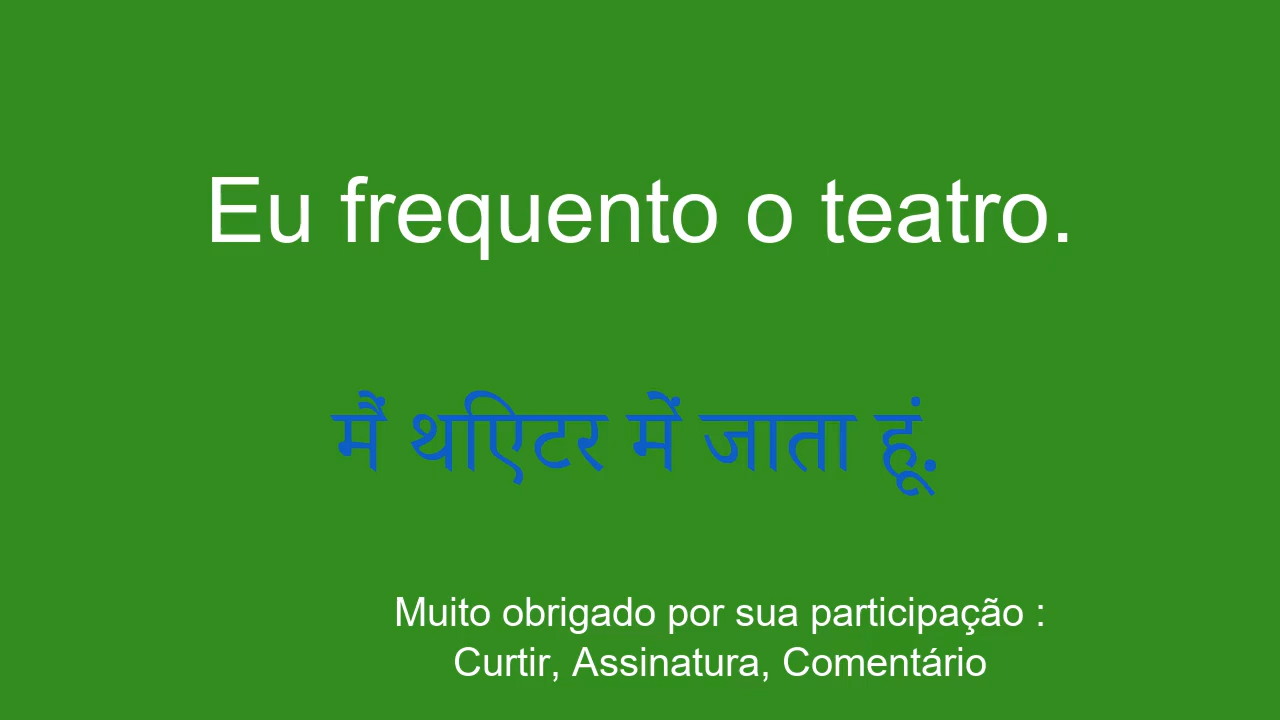 Eu frequento o teatro.
मैं थिएटर में जाता हूं.
Muito obrigado por sua participação :
Curtir, Assinatura, Comentário